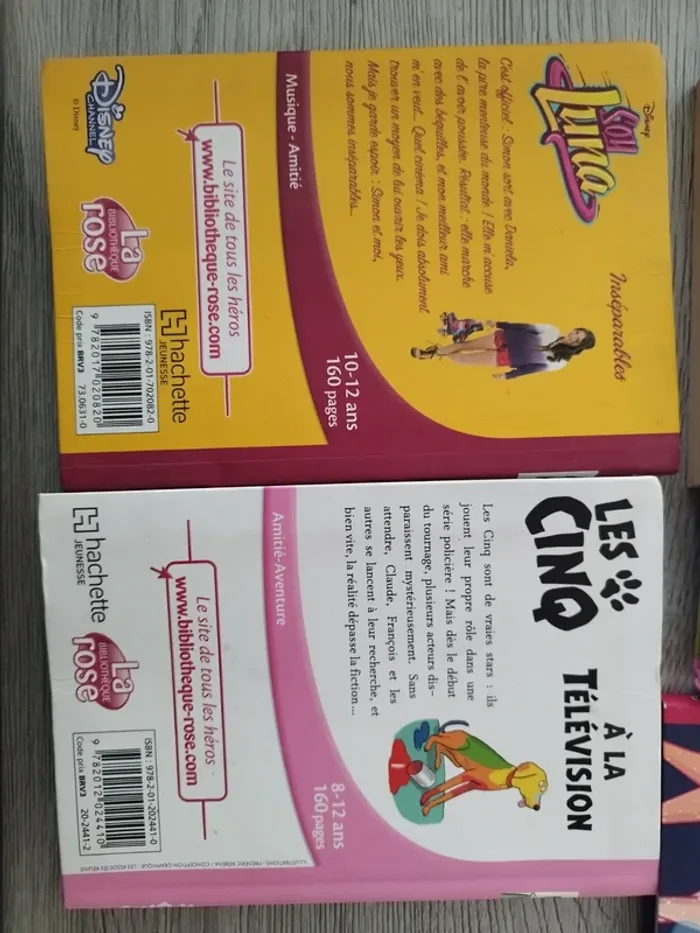 Disney
SOY
Luna
Inséparables
C'est officiel : Simon sort avec Daniela,
la pire menteuse du monde ! Elle m'accuse
de l'avoir poussée. Résultat : elle marche
avec des béquilles, et mon meilleur ami
m'en veut... Quel cinéma ! Je dois absolument
trouver un moyen de lui ouvrir les yeux.
Mais je garde espoir : Simon et moi,
nous sommes inséparables...
Musique - Amitié
10-12 ans
160 pages
Le site de tous les héros
www.bibliotheque-rose.com
DISNEY
CHANNEL
© Disney
La
BIBLIOTHÈQUE
rose
hachette
JEUNESSE
ISBN : 978-2-01-702082-0
9 782017 020820
Code prix BRV3 73.0631-0
LES
CINQ
À LA
TÉLÉVISION
Les Cinq sont de vraies stars : ils
jouent leur propre rôle dans une
série policière ! Mais dès le début
du tournage, plusieurs acteurs dis-
paraissent mystérieusement. Sans
attendre, Claude, François et les
autres se lancent à leur recherche, et
bien vite, la réalité dépasse la fiction...
Amitié-Aventure
8-12 ans
160 pages
Le site de tous les héros
www.bibliotheque-rose.com
hachette
JEUNESSE
La
BIBLIOTHÈQUE
rose
ISBN : 978-2-01-202441-0
9 782012 024410
Code prix BRV3 20-2441-2